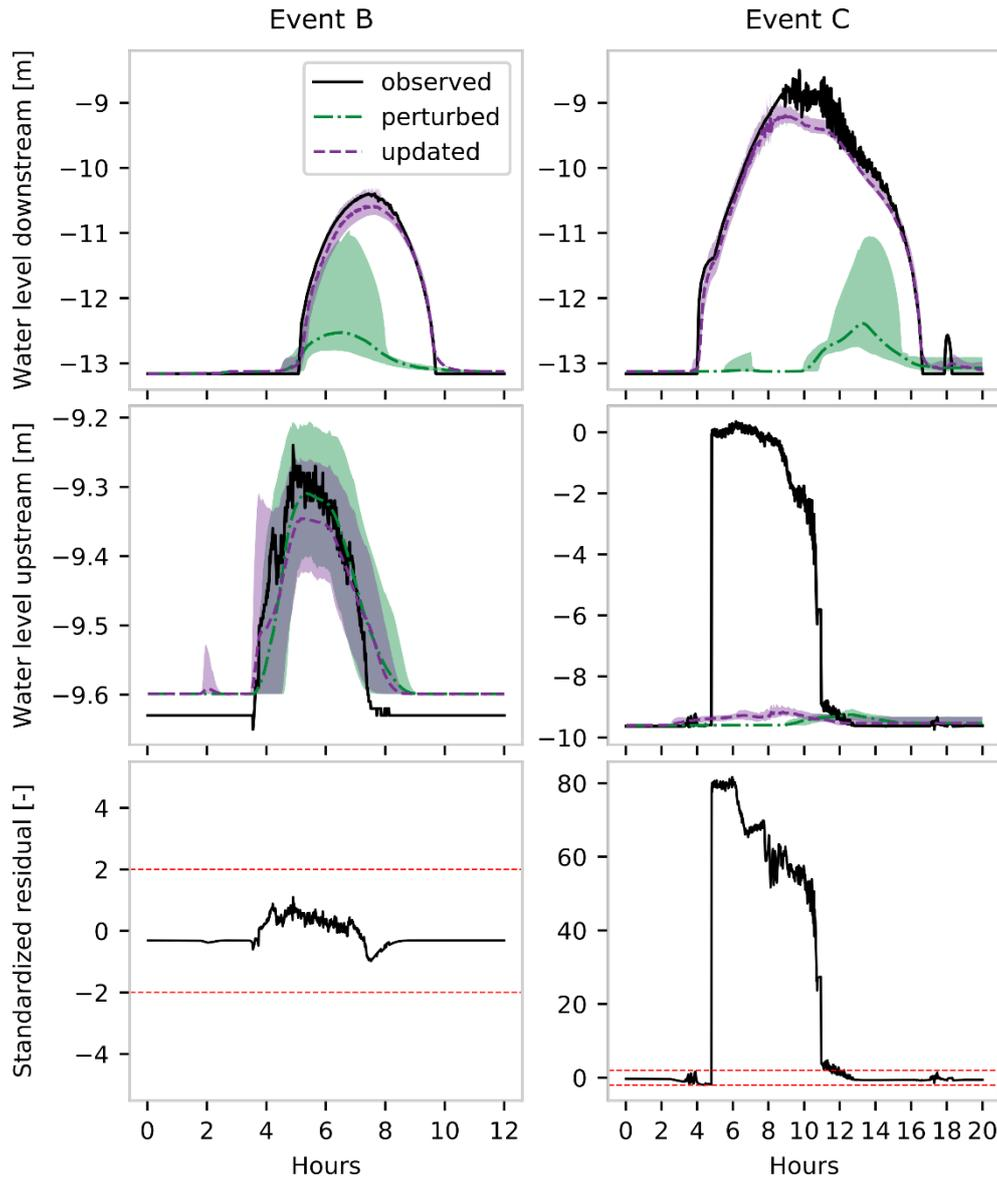 Event B
Event C
Water level downstream [m]
−9
−10
−11
−12
−13
observed
perturbed
updated
−9
−10
−11
−12
−13
Water level upstream [m]
−9.2
−9.3
−9.4
−9.5
−9.6
0
−2
−4
−6
−8
−10
Standardized residual [-]
4
2
0
−2
−4
80
60
40
20
0
0 2 4 6 8 10 12
0 2 4 6 8 10 12 14 16 18 20
Hours
Hours